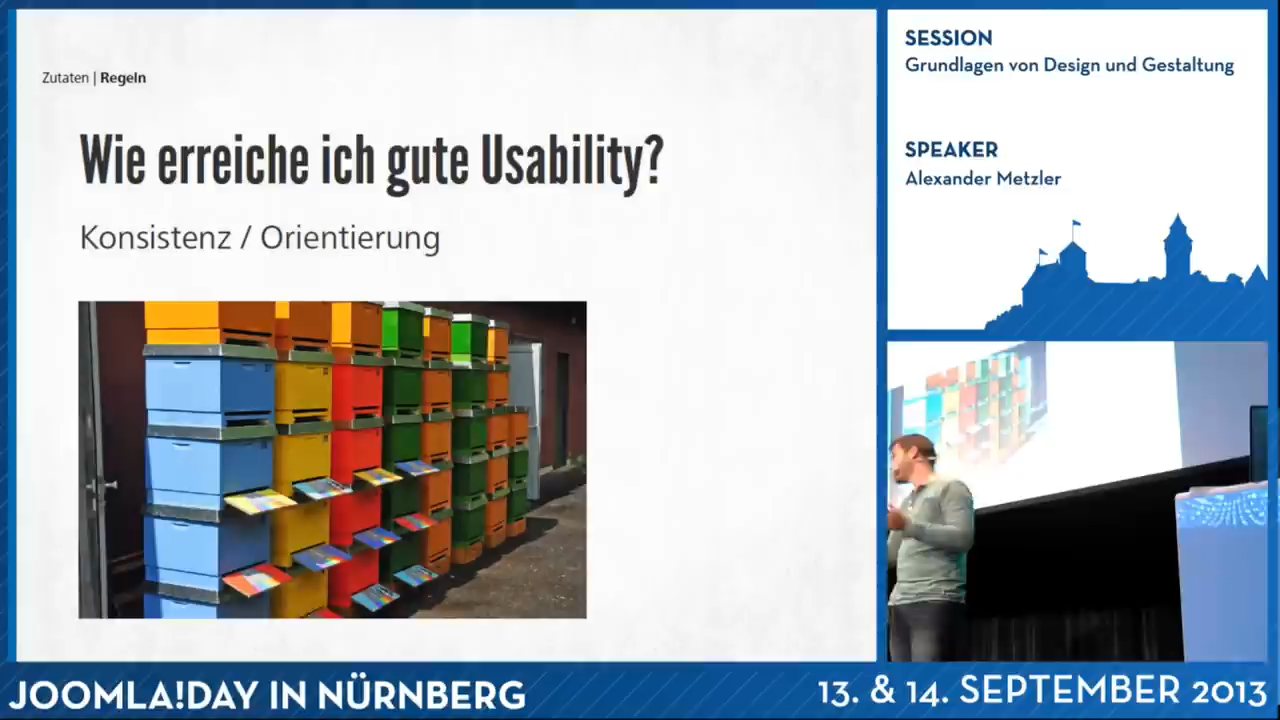 Zutaten | Regeln
Wie erreiche ich gute Usability?
Konsistenz / Orientierung
SESSION
Grundlagen von Design und Gestaltung
SPEAKER
Alexander Metzler
JOOMLA!DAY IN NÜRNBERG
13. & 14. SEPTEMBER 2013